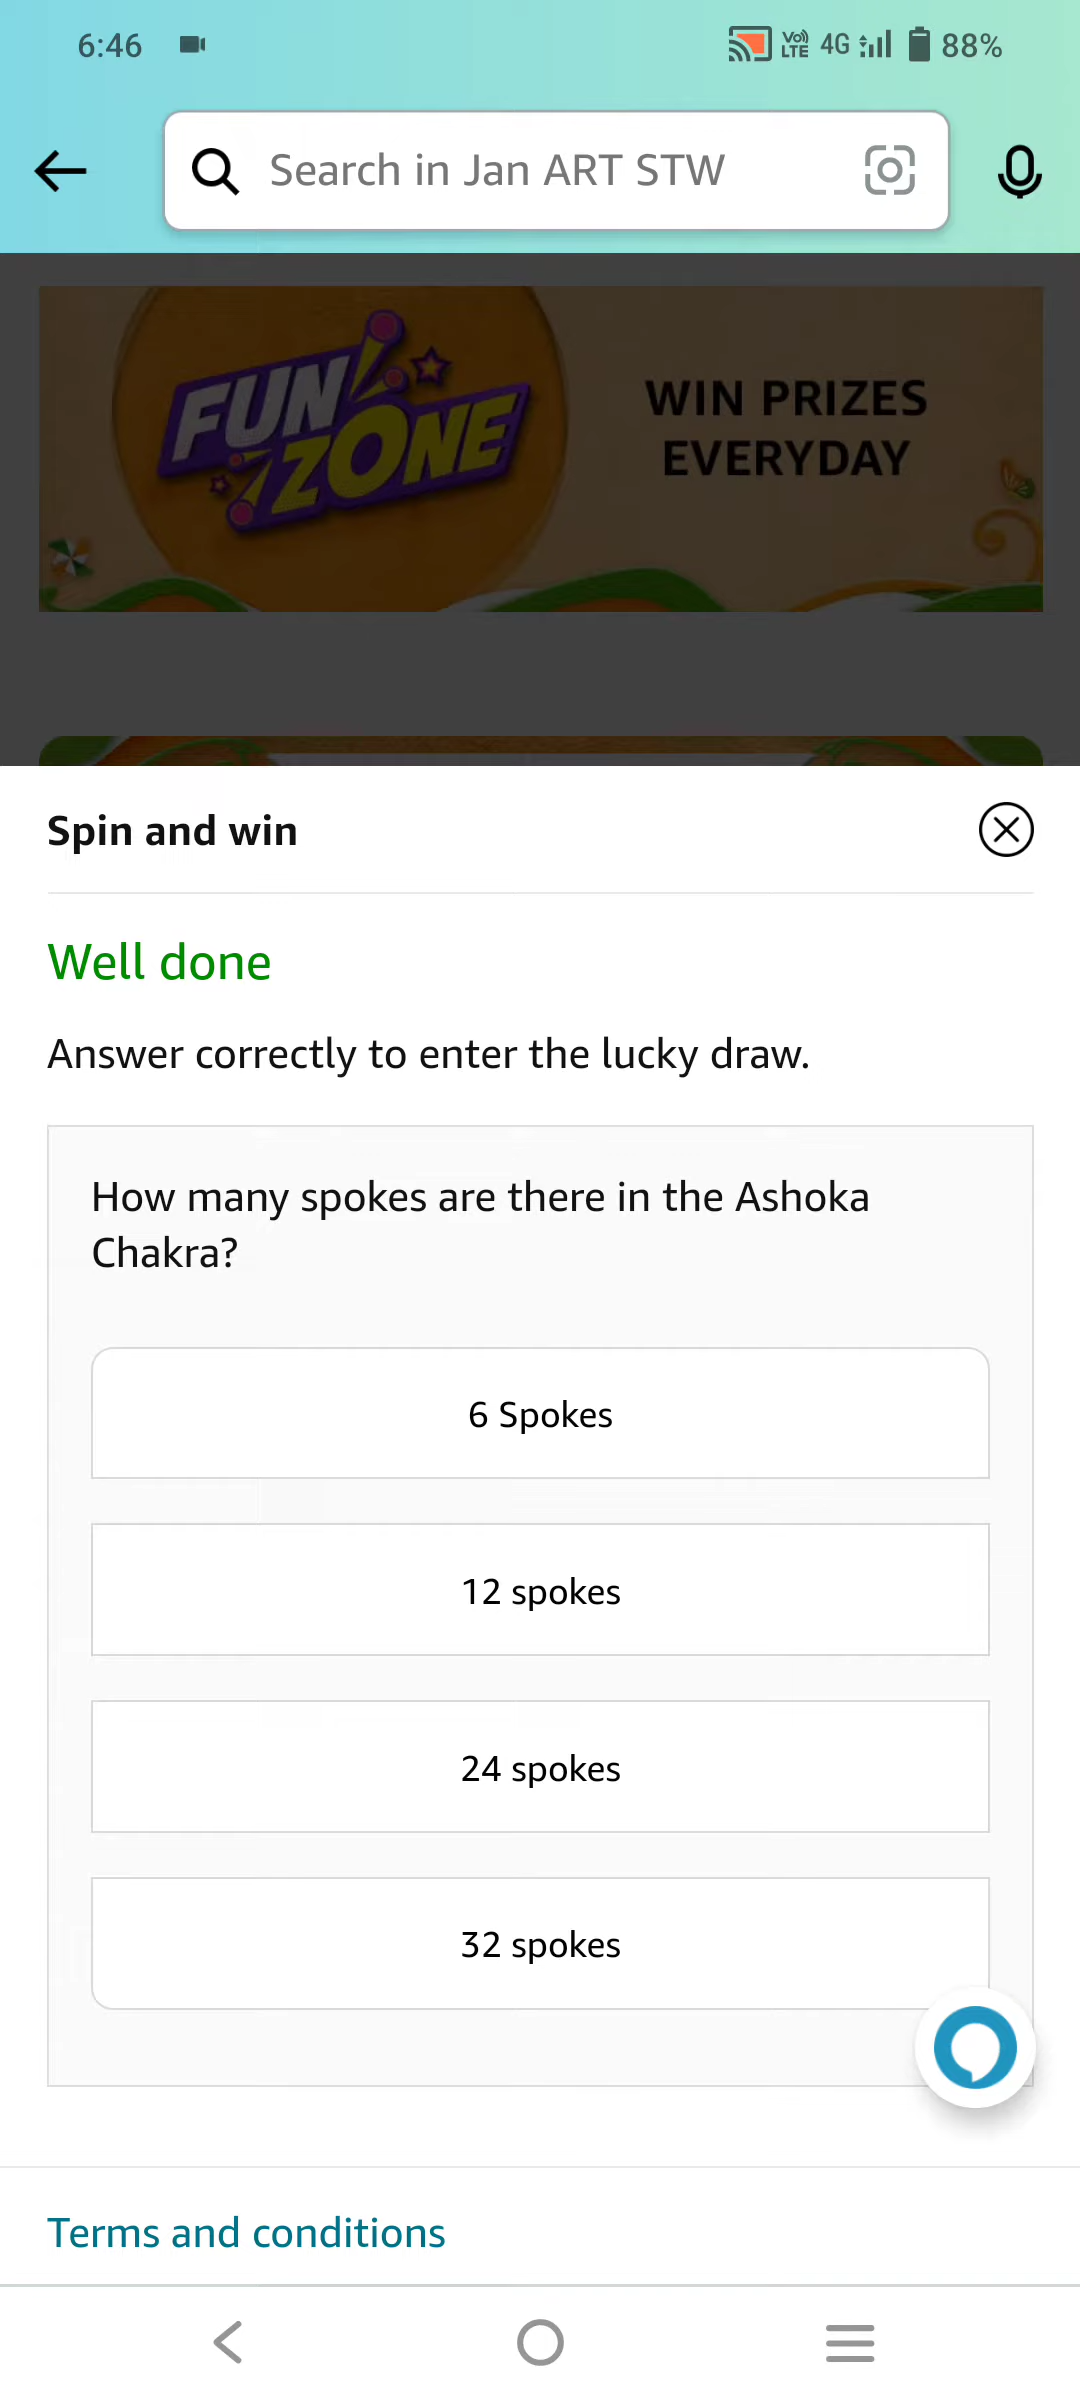 6:46
Vo)) LTE 4G 88%
Search in Jan ART STW
FUN ZONE
WIN PRIZES
EVERYDAY
Spin and win
Well done
Answer correctly to enter the lucky draw.
How many spokes are there in the Ashoka
Chakra?
6 Spokes
12 spokes
24 spokes
32 spokes
Terms and conditions